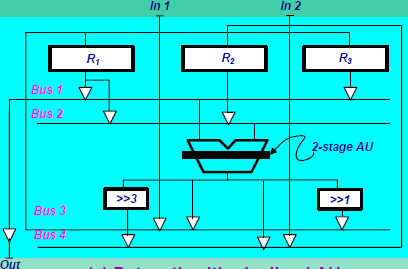 In 1 In 2
R1 R2 R3
Bus 1
Bus 2
2-stage AU
>>3 >>1
Bus 3
Bus 4
Out